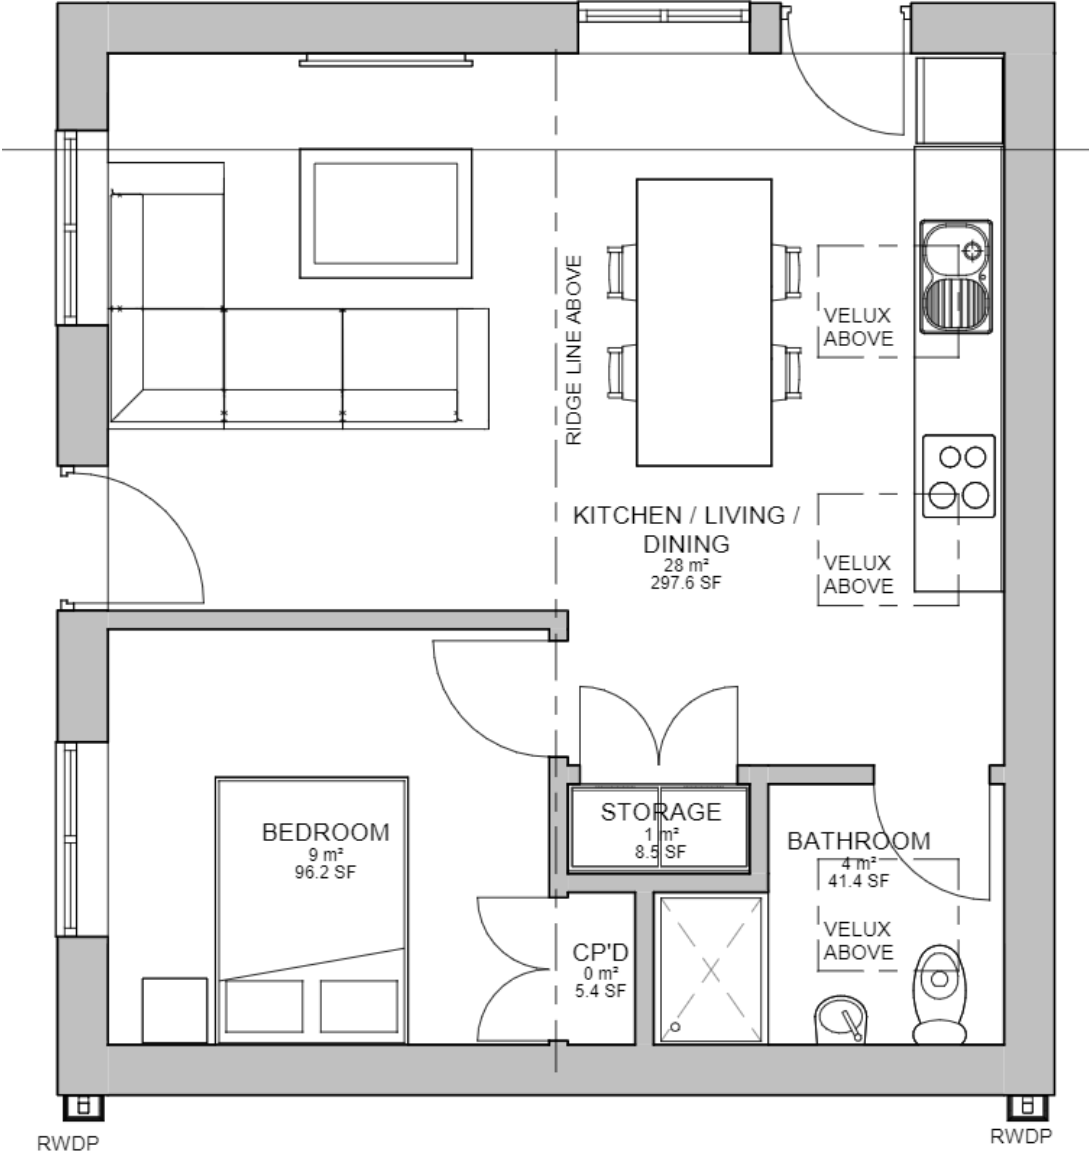 RIDGE LINE ABOVE
VELUX
ABOVE
KITCHEN / LIVING /
DINING
28 m²
297.6 SF
VELUX
ABOVE
STORAGE
1 m²
8.5 SF
BEDROOM
9 m²
96.2 SF
BATHROOM
4 m²
41.4 SF
VELUX
ABOVE
CP'D
0 m²
5.4 SF
RWDP
RWDP